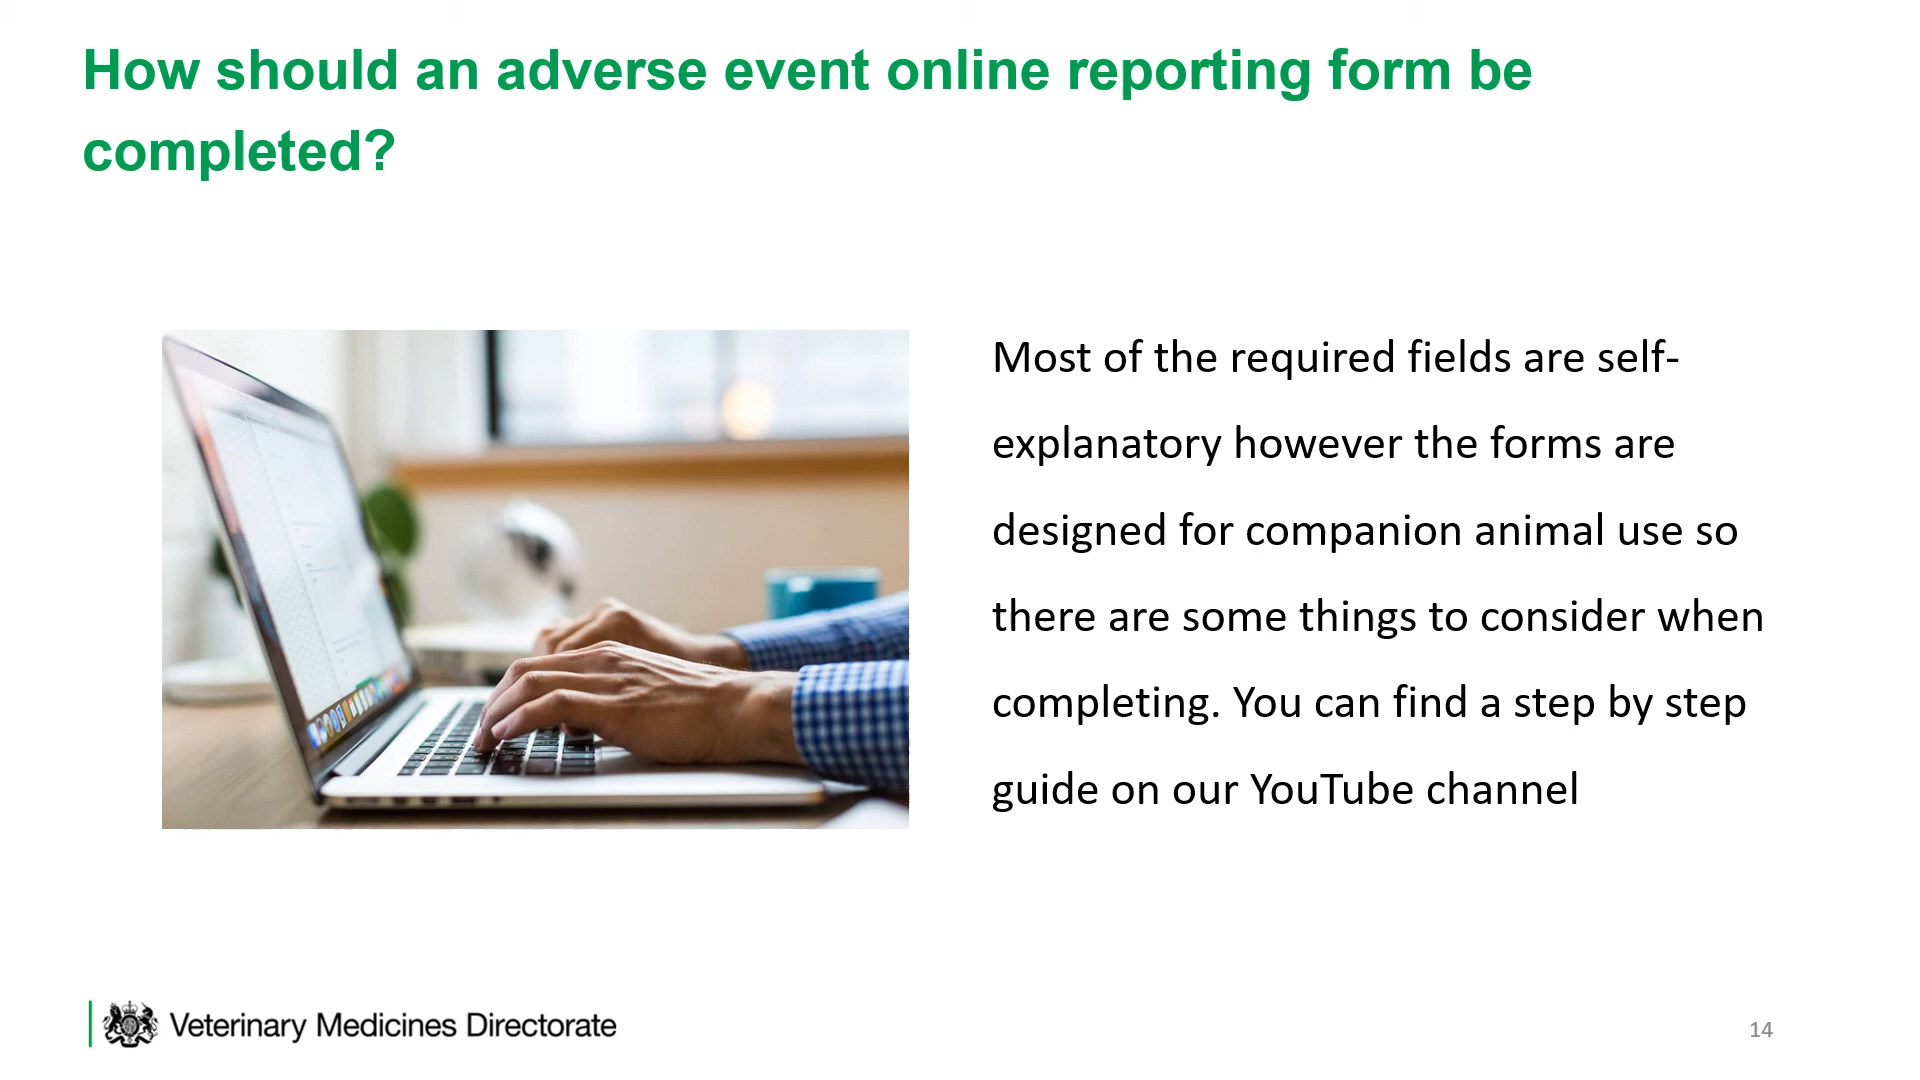 How should an adverse event online reporting form be
completed?
Most of the required fields are self-
explanatory however the forms are
designed for companion animal use so
there are some things to consider when
completing. You can find a step by step
guide on our YouTube channel
Veterinary Medicines Directorate
14